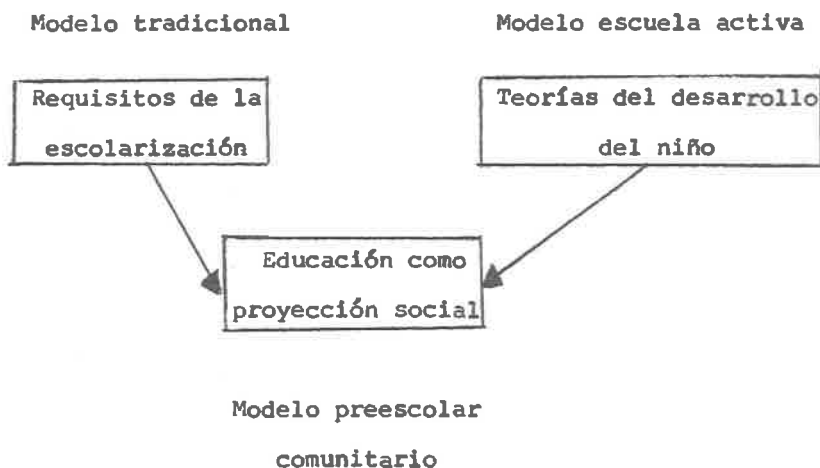 Modelo tradicional
Modelo escuela activa
Requisitos de la
escolarización
Teorías del desarrollo
del niño
Educación como
proyección social
Modelo preescolar
comunitario